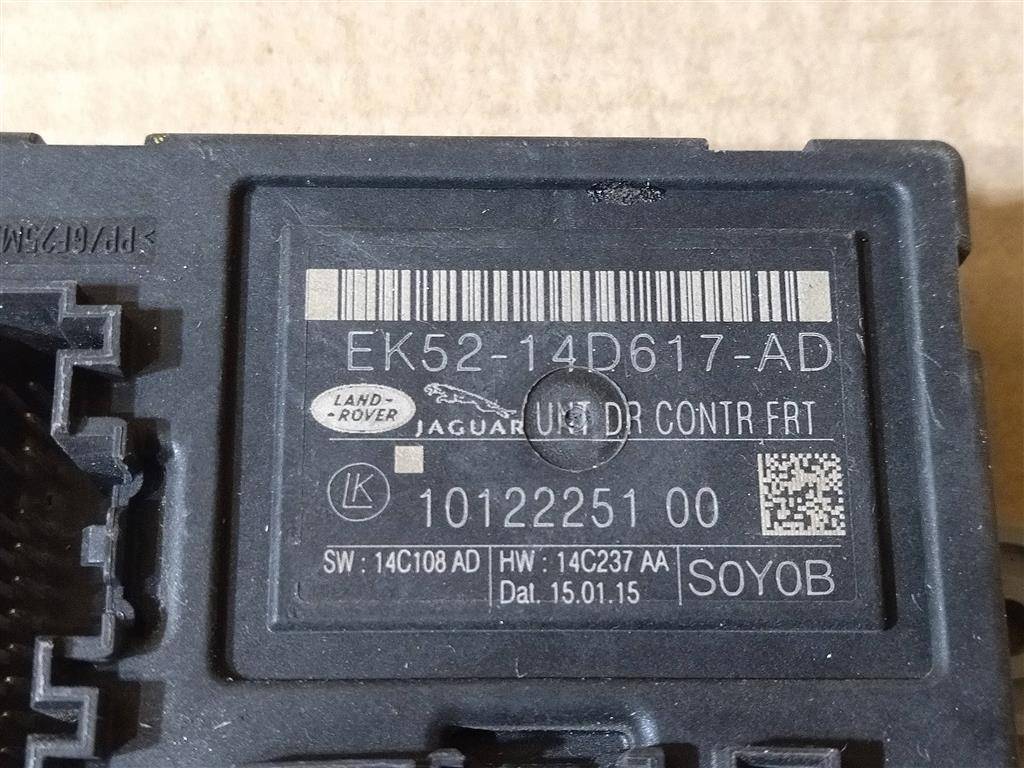 EK52-14D617-AD
LAND-
-ROVER
JAGUAR UNT DR CONTR FRT
LK
10122251 00
SW : 14C108 AD
HW : 14C237 AA
Dat. 15.01.15
SOYOB